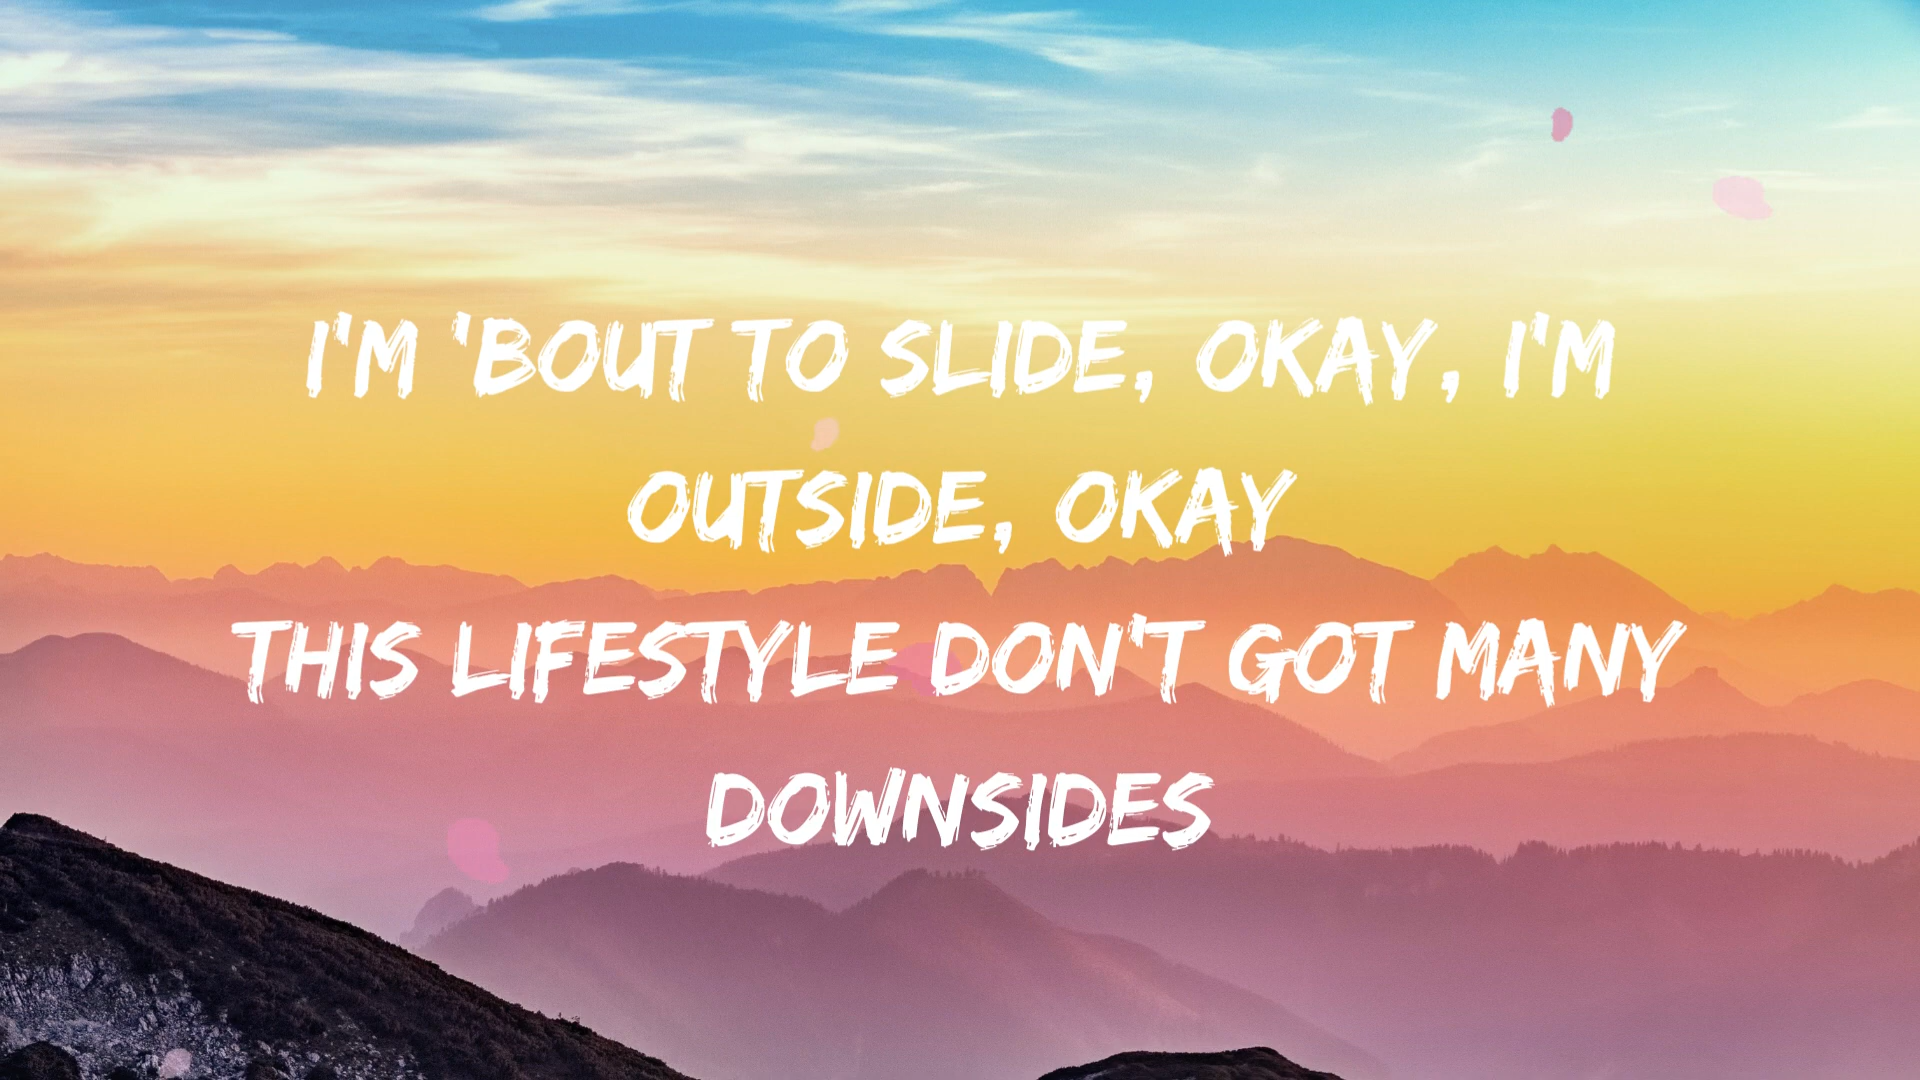 I'M 'BOUT TO SLIDE, OKAY, I'M
OUTSIDE, OKAY
THIS LIFESTYLE DON'T GOT MANY
DOWNSIDES